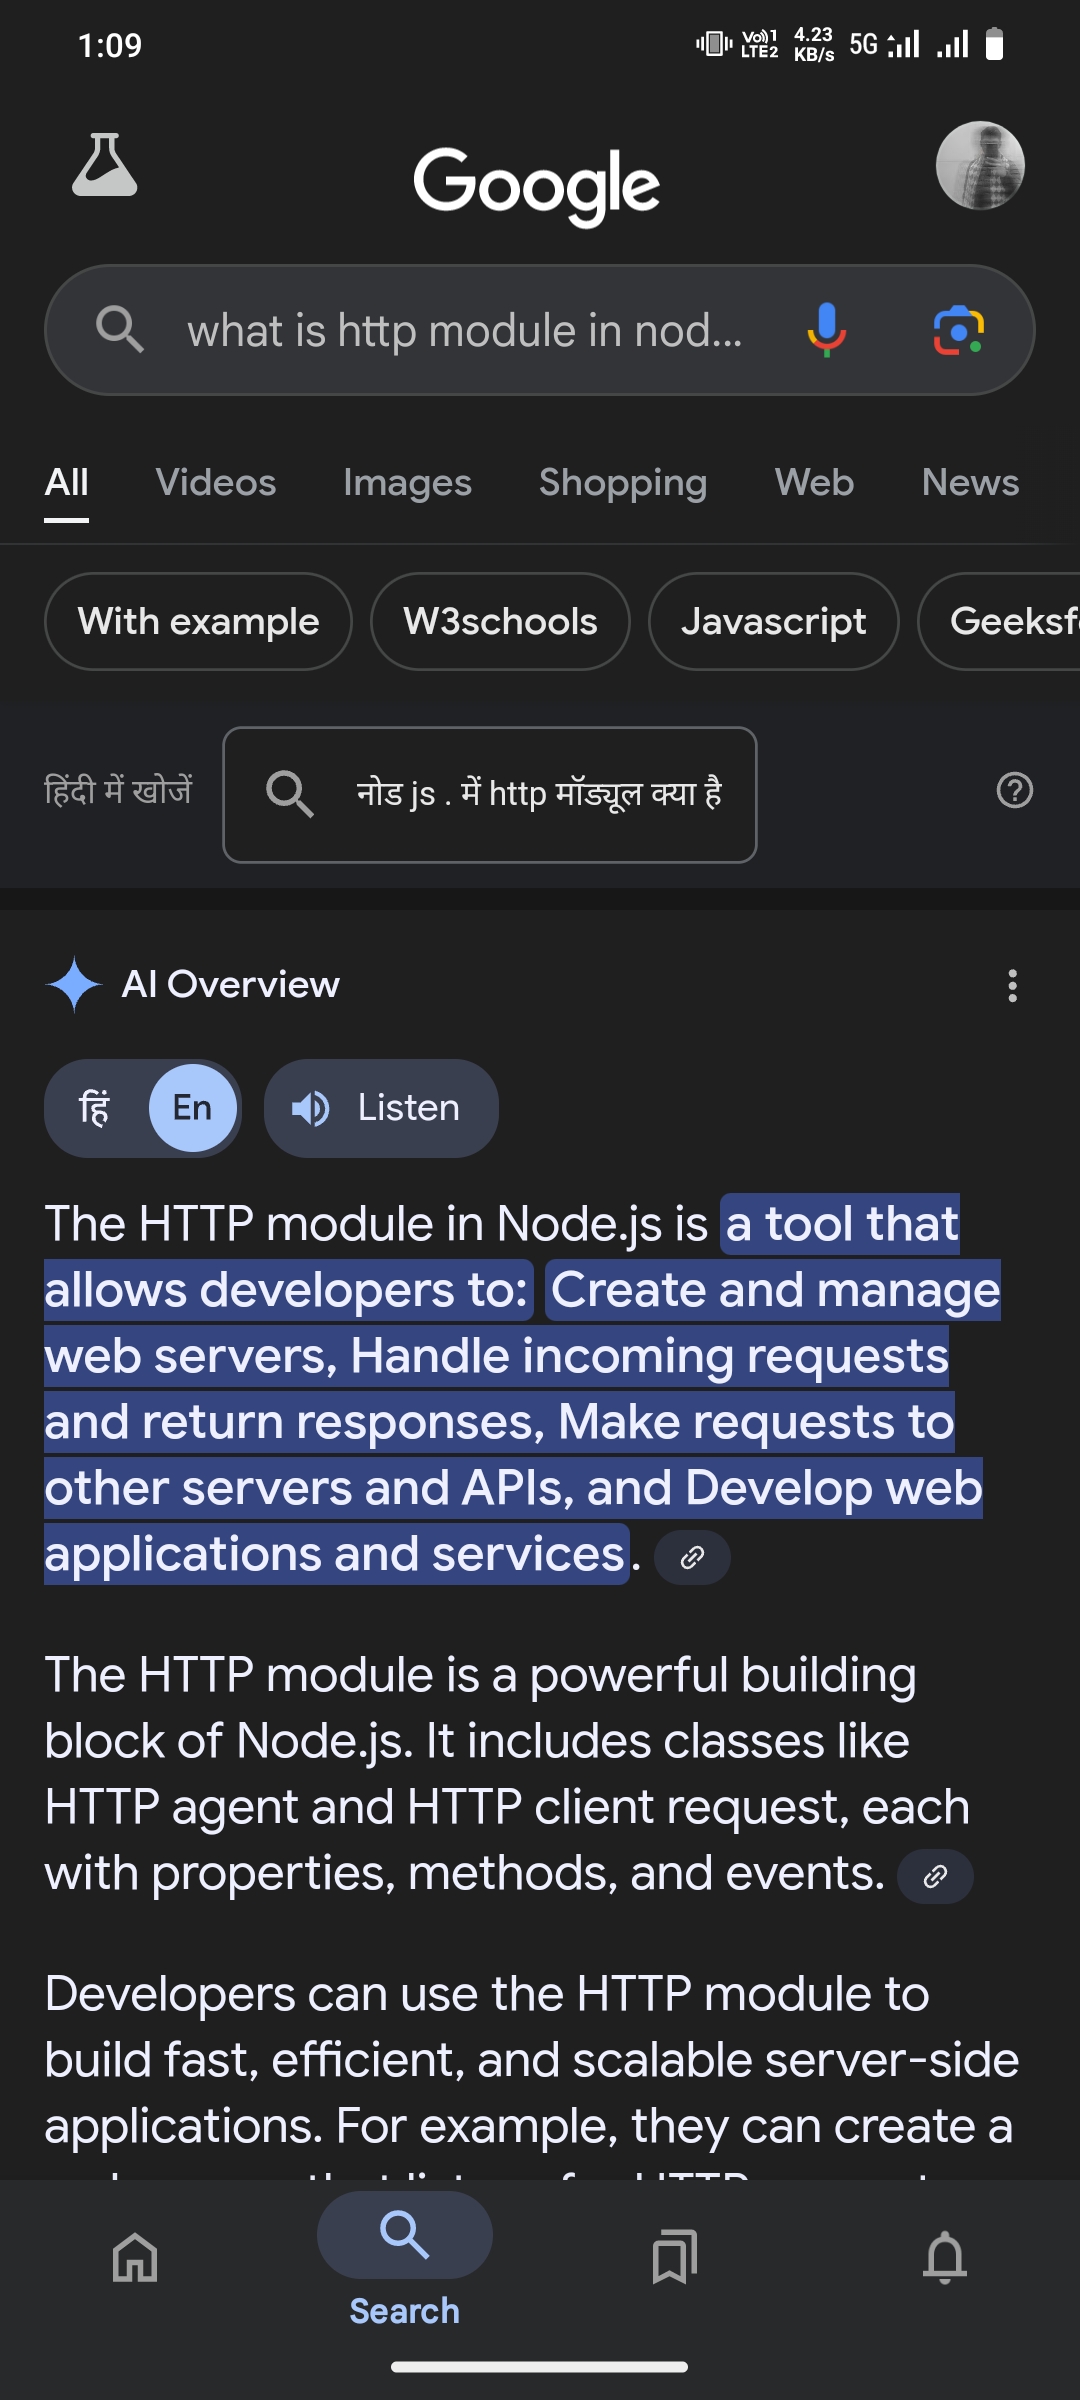 1:09
Vo))1
LTE2
4.23
KB/s
5G
Google
what is http module in nod...
All Videos Images Shopping Web News
With example W3schools Javascript Geeksf
हिंदी में खोजें
नोड js . में http मॉड्यूल क्या है
AI Overview
हिं En Listen
The HTTP module in Node.js is a tool that
allows developers to: Create and manage
web servers, Handle incoming requests
and return responses, Make requests to
other servers and APIs, and Develop web
applications and services.
The HTTP module is a powerful building
block of Node.js. It includes classes like
HTTP agent and HTTP client request, each
with properties, methods, and events.
Developers can use the HTTP module to
build fast, efficient, and scalable server-side
applications. For example, they can create a
Search